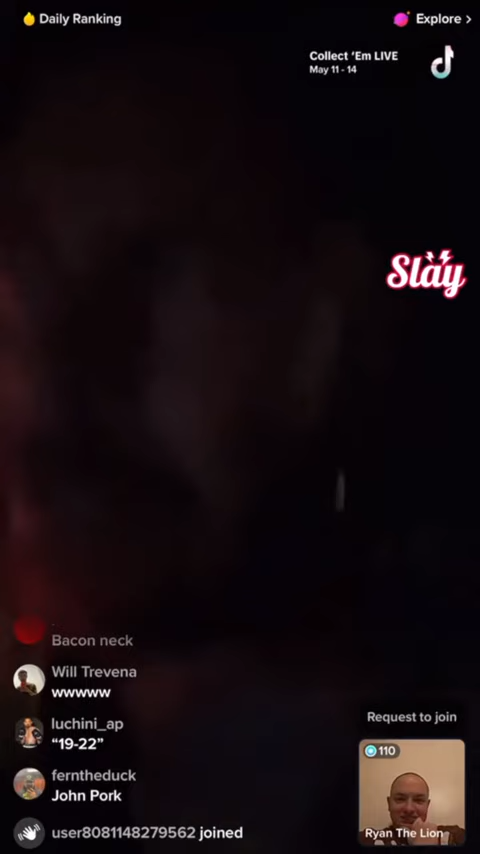 Daily Ranking
Explore >
Collect ‘Em LIVE
May 11 - 14
Slay
Bacon neck
Will Trevena
wwwww
luchini_ap
“19-22”
ferntheduck
John Pork
user8081148279562 joined
Request to join
110
Ryan The Lion